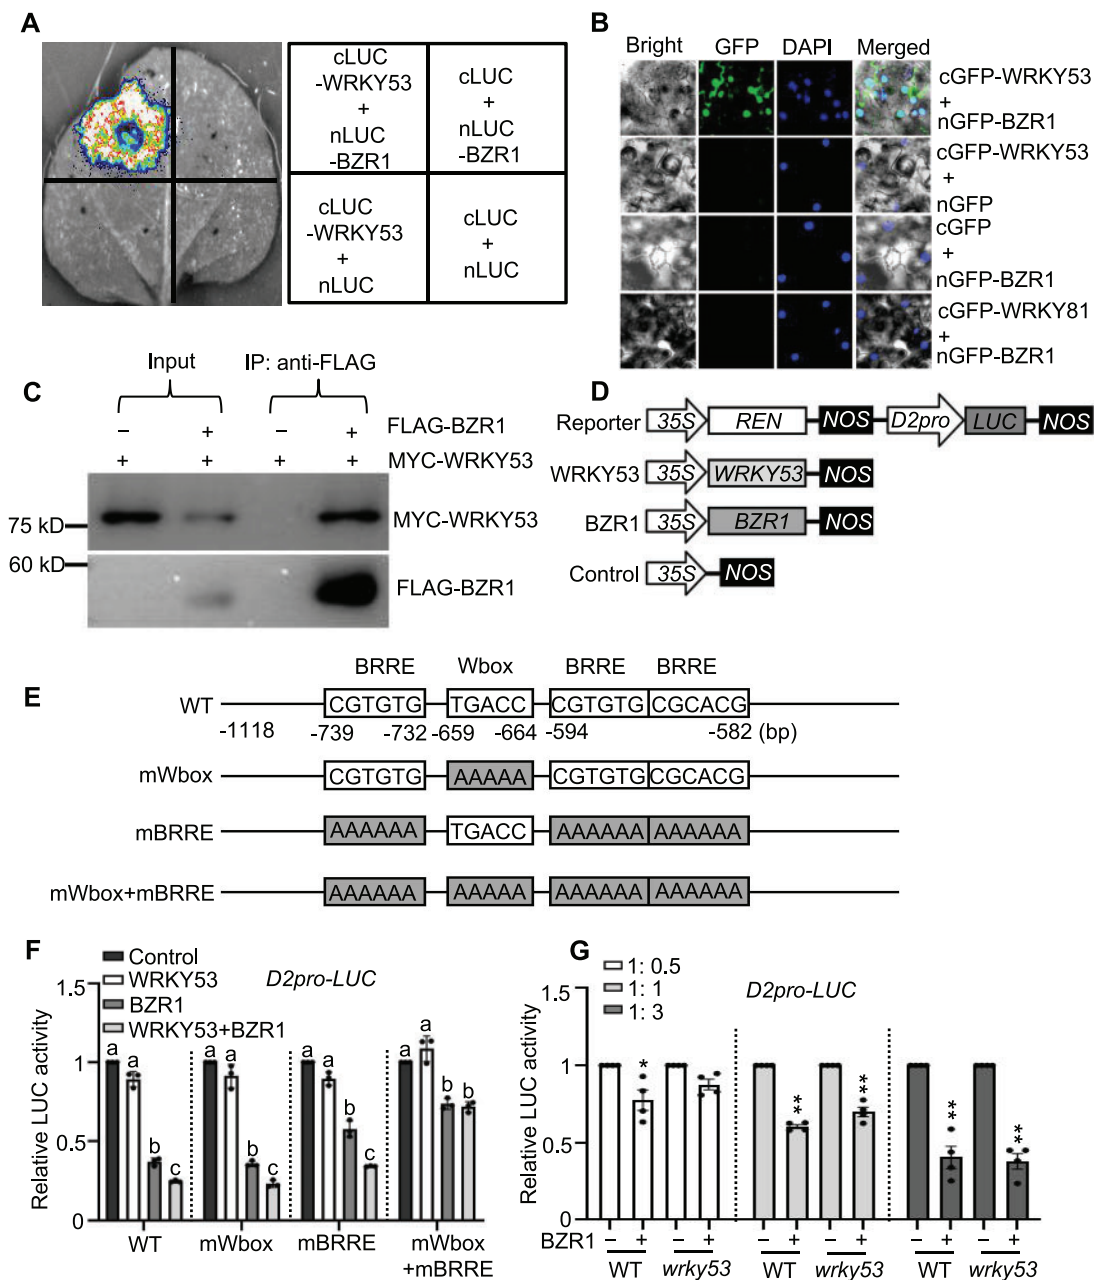 A
cLUC
-WRKY53
+
nLUC
-BZR1
cLUC
+
nLUC
-BZR1
cLUC
-WRKY53
+
nLUC
cLUC
+
nLUC
B
Bright GFP DAPI Merged
cGFP-WRKY53
+
nGFP-BZR1
cGFP-WRKY53
+
nGFP
cGFP
+
nGFP-BZR1
cGFP-WRKY81
+
nGFP-BZR1
C
Input IP: anti-FLAG
− + − + FLAG-BZR1
+ + + + MYC-WRKY53
75 kD
MYC-WRKY53
60 kD
FLAG-BZR1
D
Reporter 35S REN NOS D2pro LUC NOS
WRKY53 35S WRKY53 NOS
BZR1 35S BZR1 NOS
Control 35S NOS
E
BRRE Wbox BRRE BRRE
WT CGTGTG TGACC CGTGTG CGCACG
-1118 -739 -732 -659 -664 -594 -582 (bp)
mWbox CGTGTG AAAAA CGTGTG CGCACG
mBRRE AAAAAA TGACC AAAAAA AAAAAA
mWbox+mBRRE AAAAAA AAAAA AAAAAA AAAAAA
F
Control
WRKY53
BZR1
WRKY53+BZR1
D2pro-LUC
Relative LUC activity
1.5
1
0.5
0
a a b c
a a b c
a a b c
a a b b
WT mWbox mBRRE mWbox
+mBRRE
G
1: 0.5
1: 1
1: 3
D2pro-LUC
Relative LUC activity
1.5
1.0
0.5
0
* ** ** ** **
BZR1 − + − + − + − + − + − +
WT wrky53 WT wrky53 WT wrky53